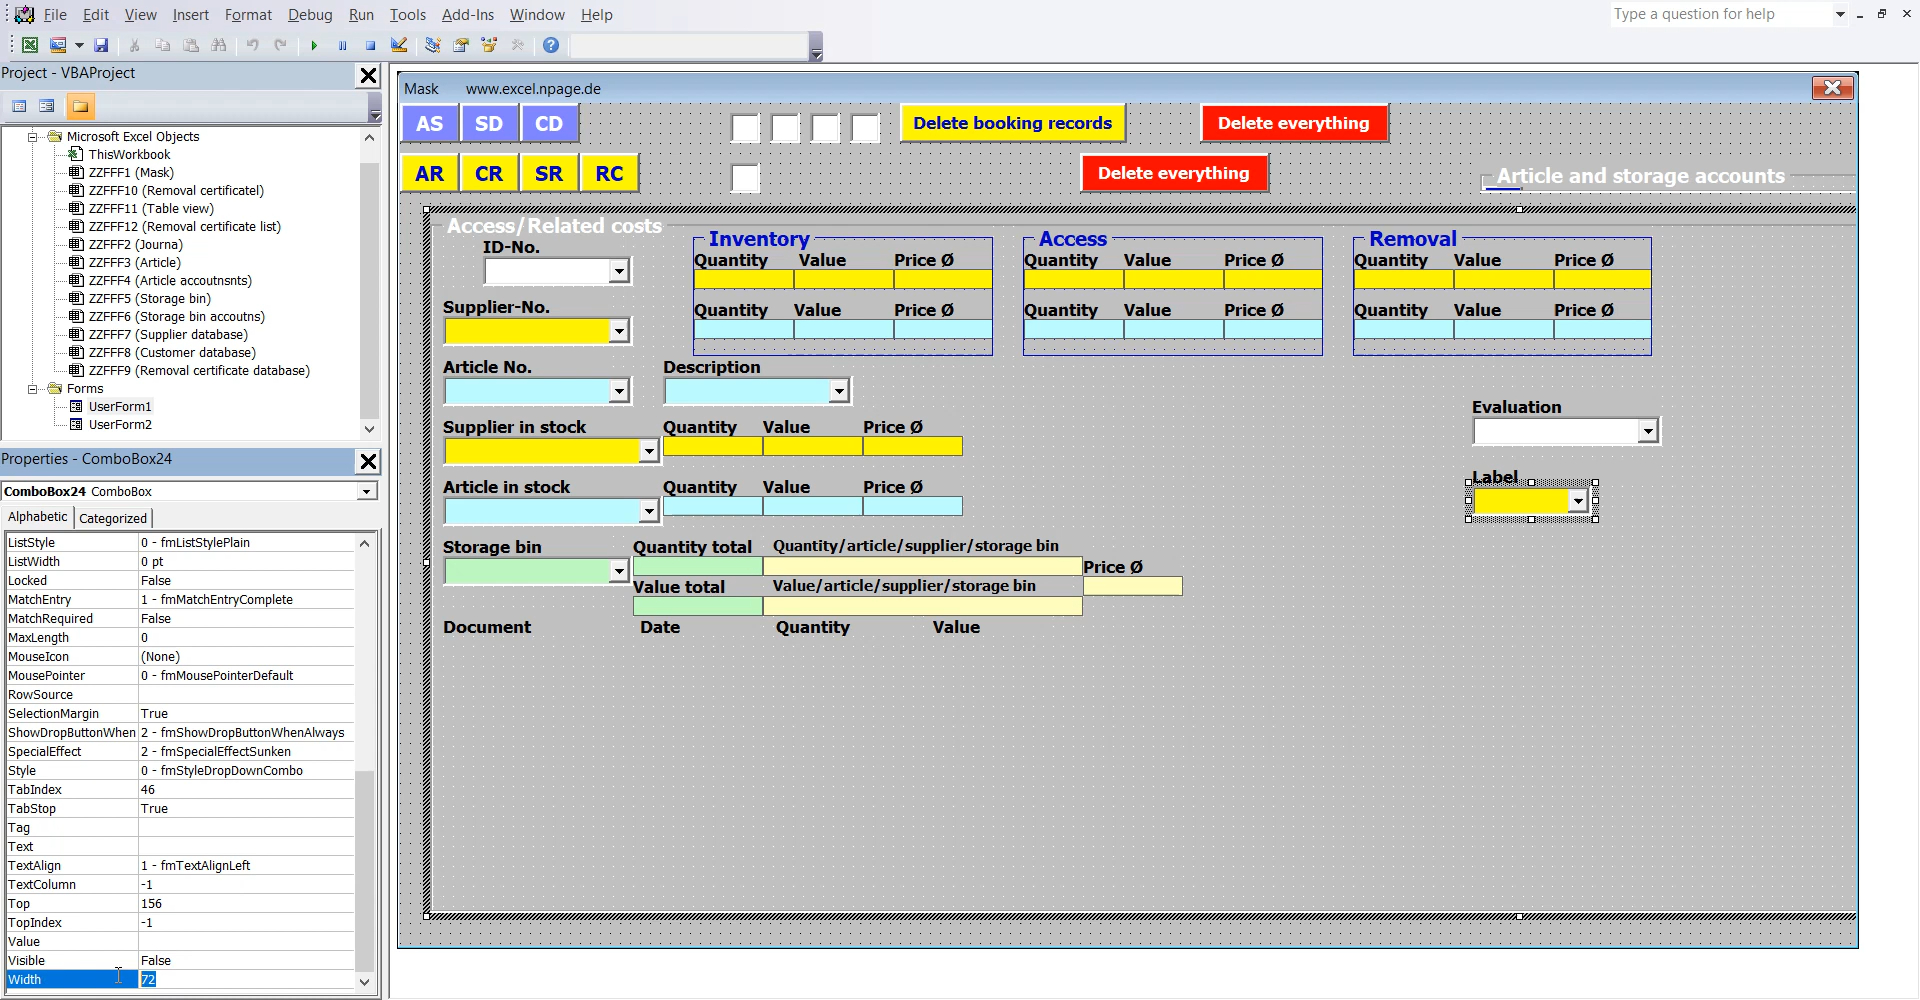 File Edit View Insert Format Debug Run Tools Add-Ins Window Help Type a question for help
Project - VBAProject
Microsoft Excel Objects
ThisWorkbook
ZZFFF1 (Mask)
ZZFFF10 (Removal certificatel)
ZZFFF11 (Table view)
ZZFFF12 (Removal certificate list)
ZZFFF2 (Journa)
ZZFFF3 (Article)
ZZFFF4 (Article accoutnsnts)
ZZFFF5 (Storage bin)
ZZFFF6 (Storage bin accoutns)
ZZFFF7 (Supplier database)
ZZFFF8 (Customer database)
ZZFFF9 (Removal certificate database)
Forms
UserForm1
UserForm2
Properties - ComboBox24
ComboBox24 ComboBox
Alphabetic Categorized
ListStyle 0 - fmListStylePlain
ListWidth 0 pt
Locked False
MatchEntry 1 - fmMatchEntryComplete
MatchRequired False
MaxLength 0
MouseIcon (None)
MousePointer 0 - fmMousePointerDefault
RowSource
SelectionMargin True
ShowDropButtonWhen 2 - fmShowDropButtonWhenAlways
SpecialEffect 2 - fmSpecialEffectSunken
Style 0 - fmStyleDropDownCombo
TabIndex 46
TabStop True
Tag
Text
TextAlign 1 - fmTextAlignLeft
TextColumn -1
Top 156
TopIndex -1
Value
Visible False
Width 72
Mask www.excel.npage.de
AS SD CD Delete booking records Delete everything
AR CR SR RC Delete everything Article and storage accounts
Access/Related costs
ID-No.
Supplier-No.
Inventory Access Removal
Quantity Value Price Ø Quantity Value Price Ø Quantity Value Price Ø
Quantity Value Price Ø Quantity Value Price Ø Quantity Value Price Ø
Article No. Description
Evaluation
Supplier in stock Quantity Value Price Ø
Label
Article in stock Quantity Value Price Ø
Storage bin Quantity total Quantity/article/supplier/storage bin
Price Ø
Value total Value/article/supplier/storage bin
Document Date Quantity Value